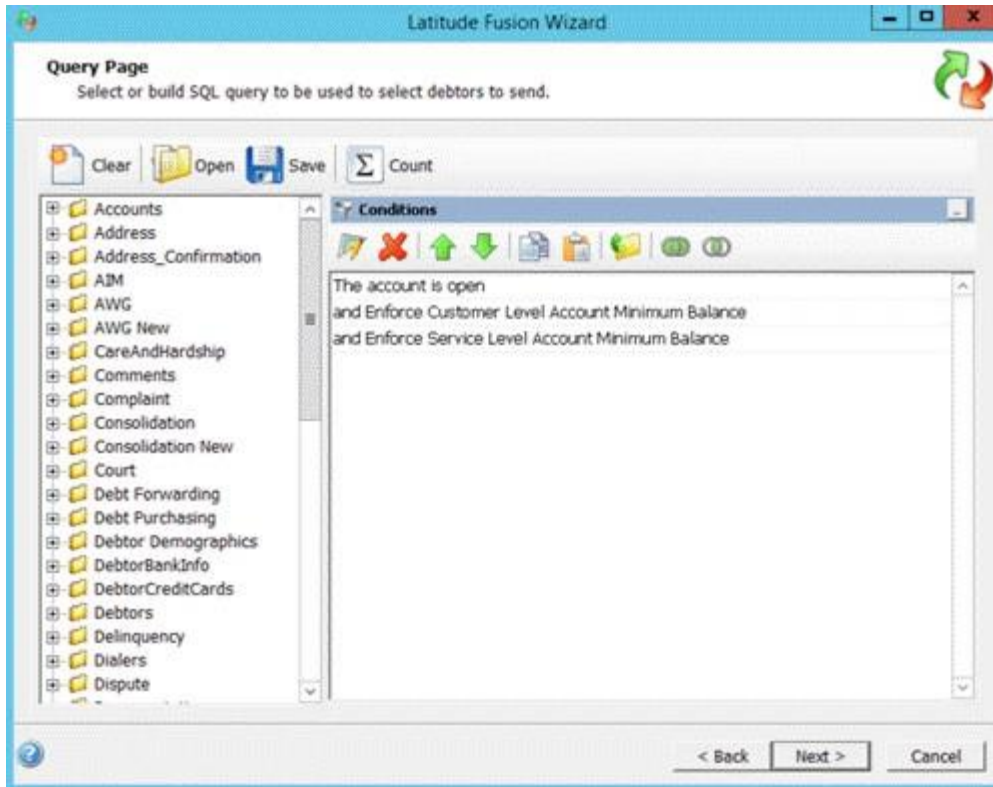 Latitude Fusion Wizard
Query Page
Select or build SQL query to be used to select debtors to send.
Clear Open Save Σ Count
Accounts
Address
Address_Confirmation
AIM
AWG
AWG New
CareAndHardship
Comments
Complaint
Consolidation
Consolidation New
Court
Debt Forwarding
Debt Purchasing
Debtor Demographics
DebtorBankInfo
DebtorCreditCards
Debtors
Delinquency
Dialers
Dispute
Conditions
The account is open
and Enforce Customer Level Account Minimum Balance
and Enforce Service Level Account Minimum Balance
< Back Next > Cancel